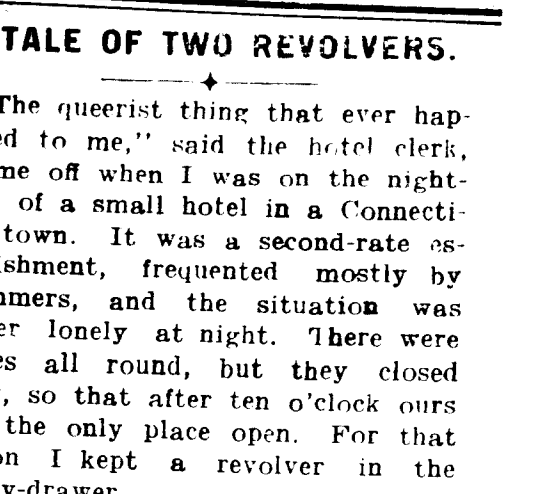 TALE OF TWO REVOLVERS.
The queerist thing that ever hap-
ed to me," said the hotel clerk,
me off when I was on the night-
of a small hotel in a Connecti-
town. It was a second-rate es-
ishment, frequented mostly by
mmers, and the situation was
er lonely at night. There were
es all round, but they closed
, so that after ten o'clock ours
the only place open. For that
on I kept a revolver in the
y-drawer